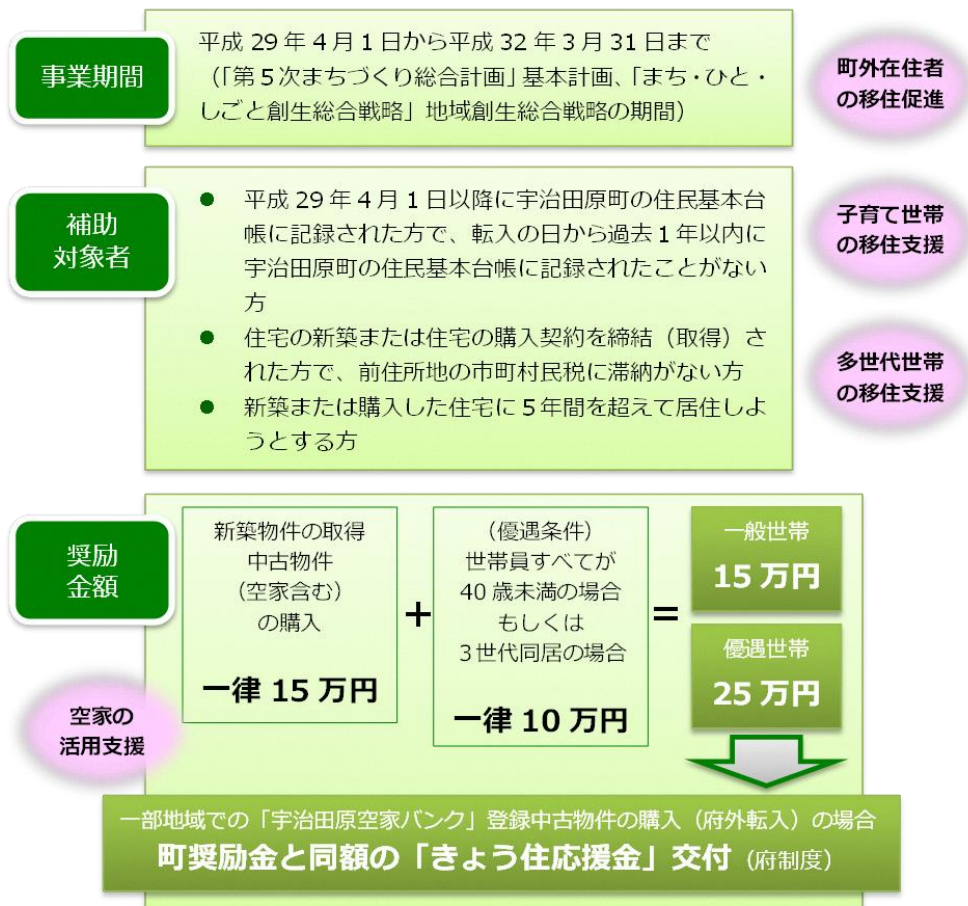 事業期間
平成 29 年 4 月 1 日から平成 32 年 3 月 31 日まで
（「第５次まちづくり総合計画」基本計画、「まち・ひと・
しごと創生総合戦略」地域創生総合戦略の期間）
町外在住者
の移住促進
補助
対象者
● 平成 29 年 4 月 1 日以降に宇治田原町の住民基本台
帳に記録された方で、転入の日から過去 1 年以内に
宇治田原町の住民基本台帳に記録されたことがない
方
● 住宅の新築または住宅の購入契約を締結（取得）さ
れた方で、前住所地の市町村民税に滞納がない方
● 新築または購入した住宅に 5 年間を超えて居住しよ
うとする方
子育て世帯
の移住支援
多世代世帯
の移住支援
奨励
金額
新築物件の取得
中古物件
（空家含む）
の購入
一律 15 万円
＋
（優遇条件）
世帯員すべてが
40 歳未満の場合
もしくは
３世代同居の場合
一律 10 万円
＝
一般世帯
15 万円
優遇世帯
25 万円
空家の
活用支援
一部地域での「宇治田原空家バンク」登録中古物件の購入（府外転入）の場合
町奨励金と同額の「きょう住応援金」交付（府制度）